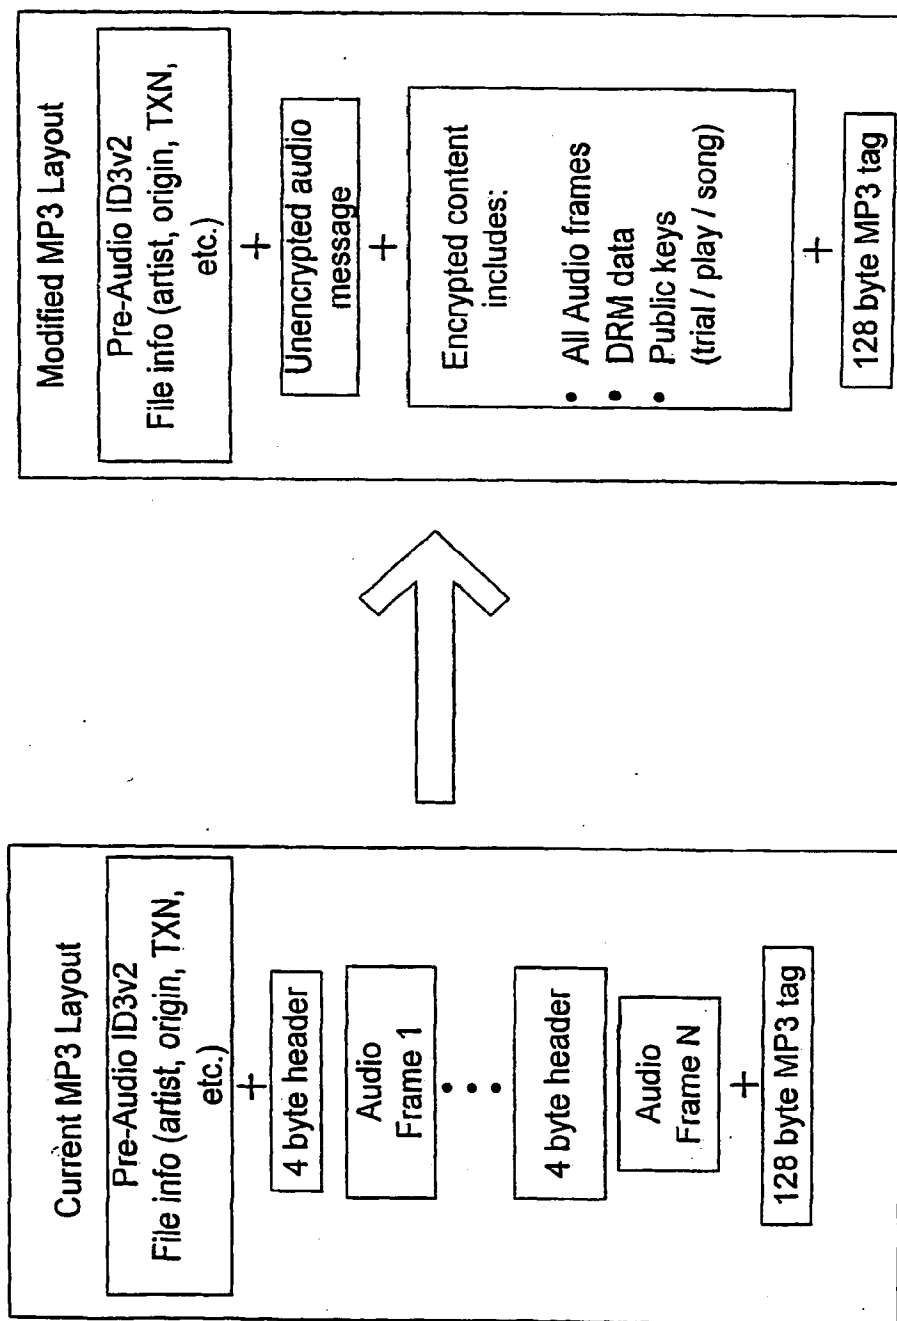 Current MP3 Layout
Pre-Audio ID3v2
File info (artist, origin, TXN,
etc.)
+
4 byte header
Audio
Frame 1
• • •
4 byte header
Audio
Frame N
+
128 byte MP3 tag
Modified MP3 Layout
Pre-Audio ID3v2
File info (artist, origin, TXN,
etc.)
+
Unencrypted audio
message
+
Encrypted content
includes:
• All Audio frames
• DRM data
• Public keys
(trial / play / song)
+
128 byte MP3 tag